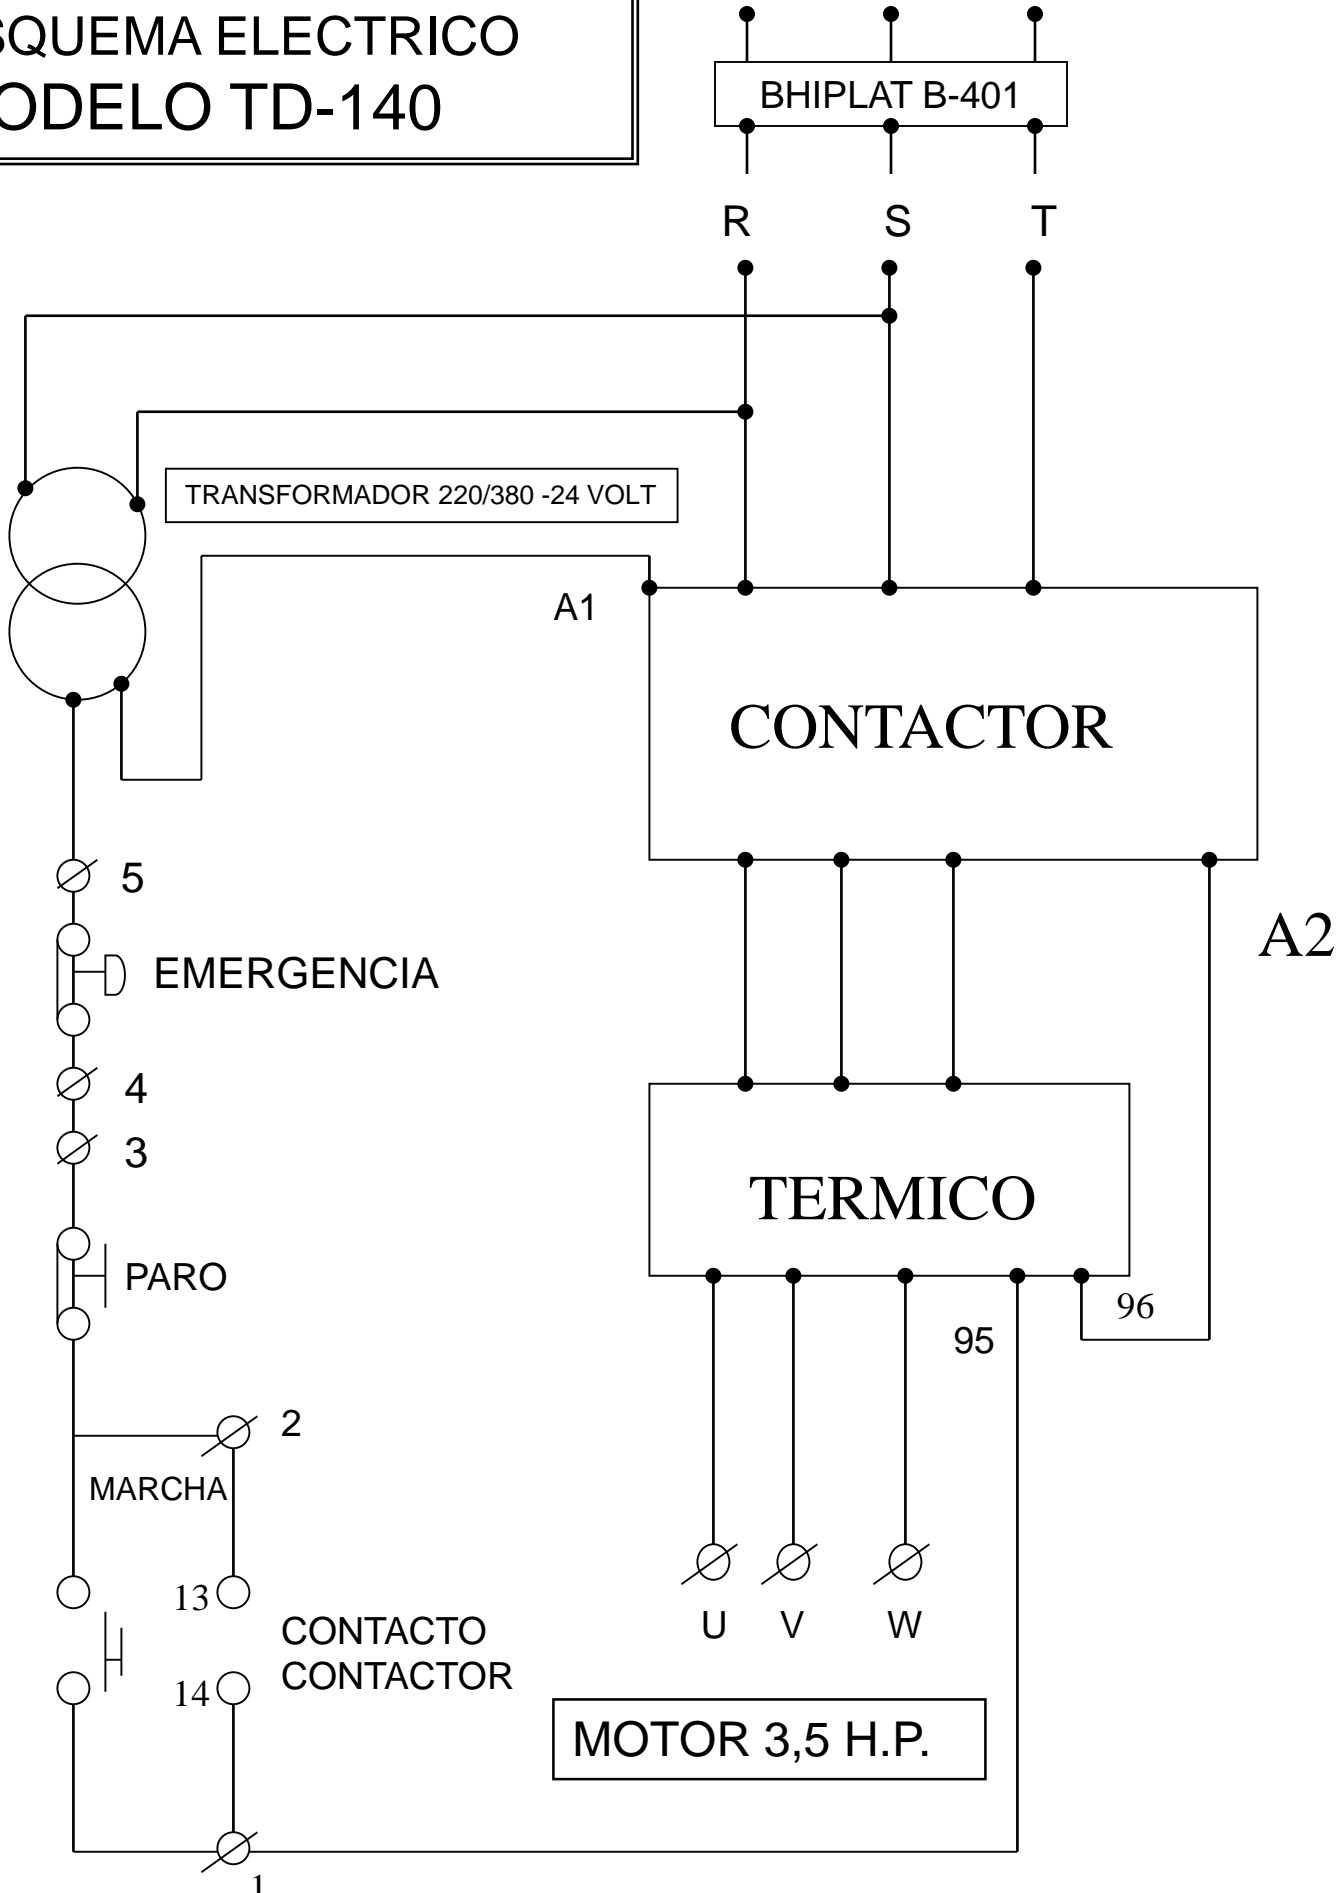 SQUEMA ELECTRICO
ODELO TD-140
BHIPLAT B-401
R S T
TRANSFORMADOR 220/380 -24 VOLT
A1
CONTACTOR
5
A2
EMERGENCIA
4
3
TERMICO
PARO
96
95
2
MARCHA
13
CONTACTO
CONTACTOR
14
U V W
MOTOR 3,5 H.P.
1